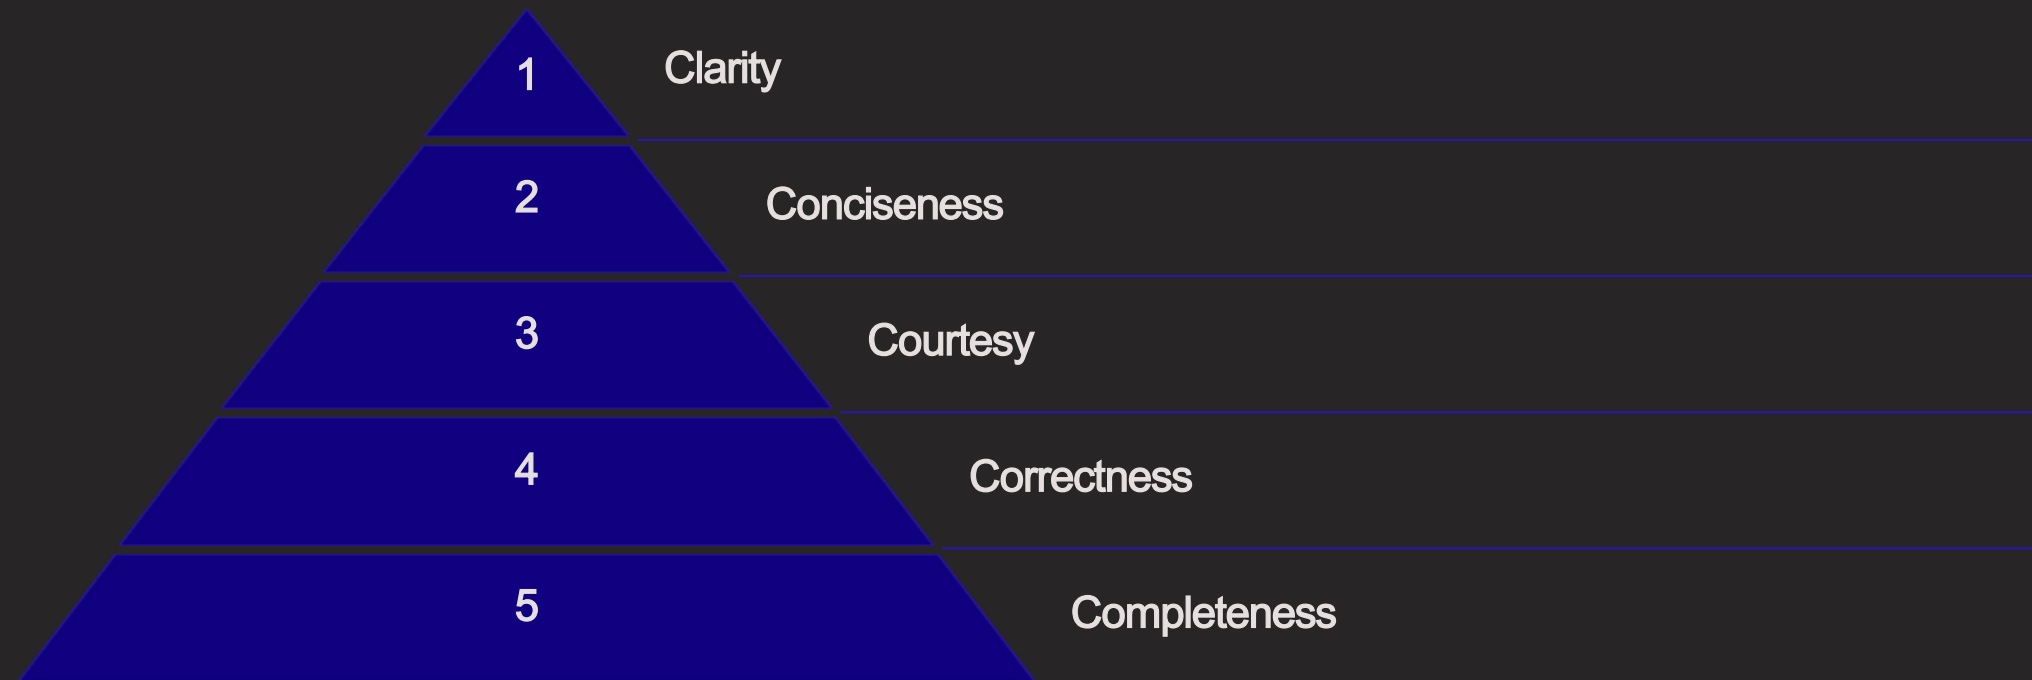 1 Clarity
2 Conciseness
3 Courtesy
4 Correctness
5 Completeness